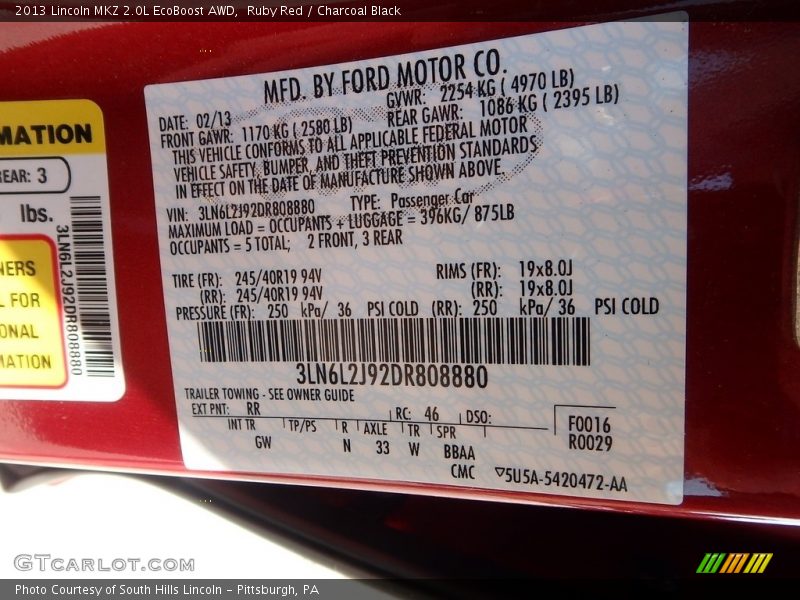 2013 Lincoln MKZ 2.0L EcoBoost AWD,  Ruby Red / Charcoal Black
MATION
REAR: 3
lbs.
NERS
L FOR
ONAL
MATION
3LN6L2J92DR808880
MFD. BY FORD MOTOR CO.
DATE: 02/13 GVWR: 2254 KG ( 4970 LB)
FRONT GAWR: 1170 KG ( 2580 LB) REAR GAWR: 1086 KG ( 2395 LB)
THIS VEHICLE CONFORMS TO ALL APPLICABLE FEDERAL MOTOR
VEHICLE SAFETY, BUMPER, AND THEFT PREVENTION STANDARDS
IN EFFECT ON THE DATE OF MANUFACTURE SHOWN ABOVE.
VIN: 3LN6L2J92DR808880 TYPE: Passenger Car
MAXIMUM LOAD = OCCUPANTS + LUGGAGE = 396KG/ 875LB
OCCUPANTS = 5 TOTAL; 2 FRONT, 3 REAR
TIRE (FR): 245/40R19 94V RIMS (FR): 19x8.0J
(RR): 245/40R19 94V (RR): 19x8.0J
PRESSURE (FR): 250 kPa/ 36 PSI COLD (RR): 250 kPa/ 36 PSI COLD
3LN6L2J92DR808880
TRAILER TOWING - SEE OWNER GUIDE
EXT PNT: RR RC: 46 DSO:
INT TR TP/PS R AXLE TR SPR
GW N 33 W BBAA
CMC
F0016
R0029
▽5U5A-5420472-AA
GTCARLOT.COM
Photo Courtesy of South Hills Lincoln – Pittsburgh, PA